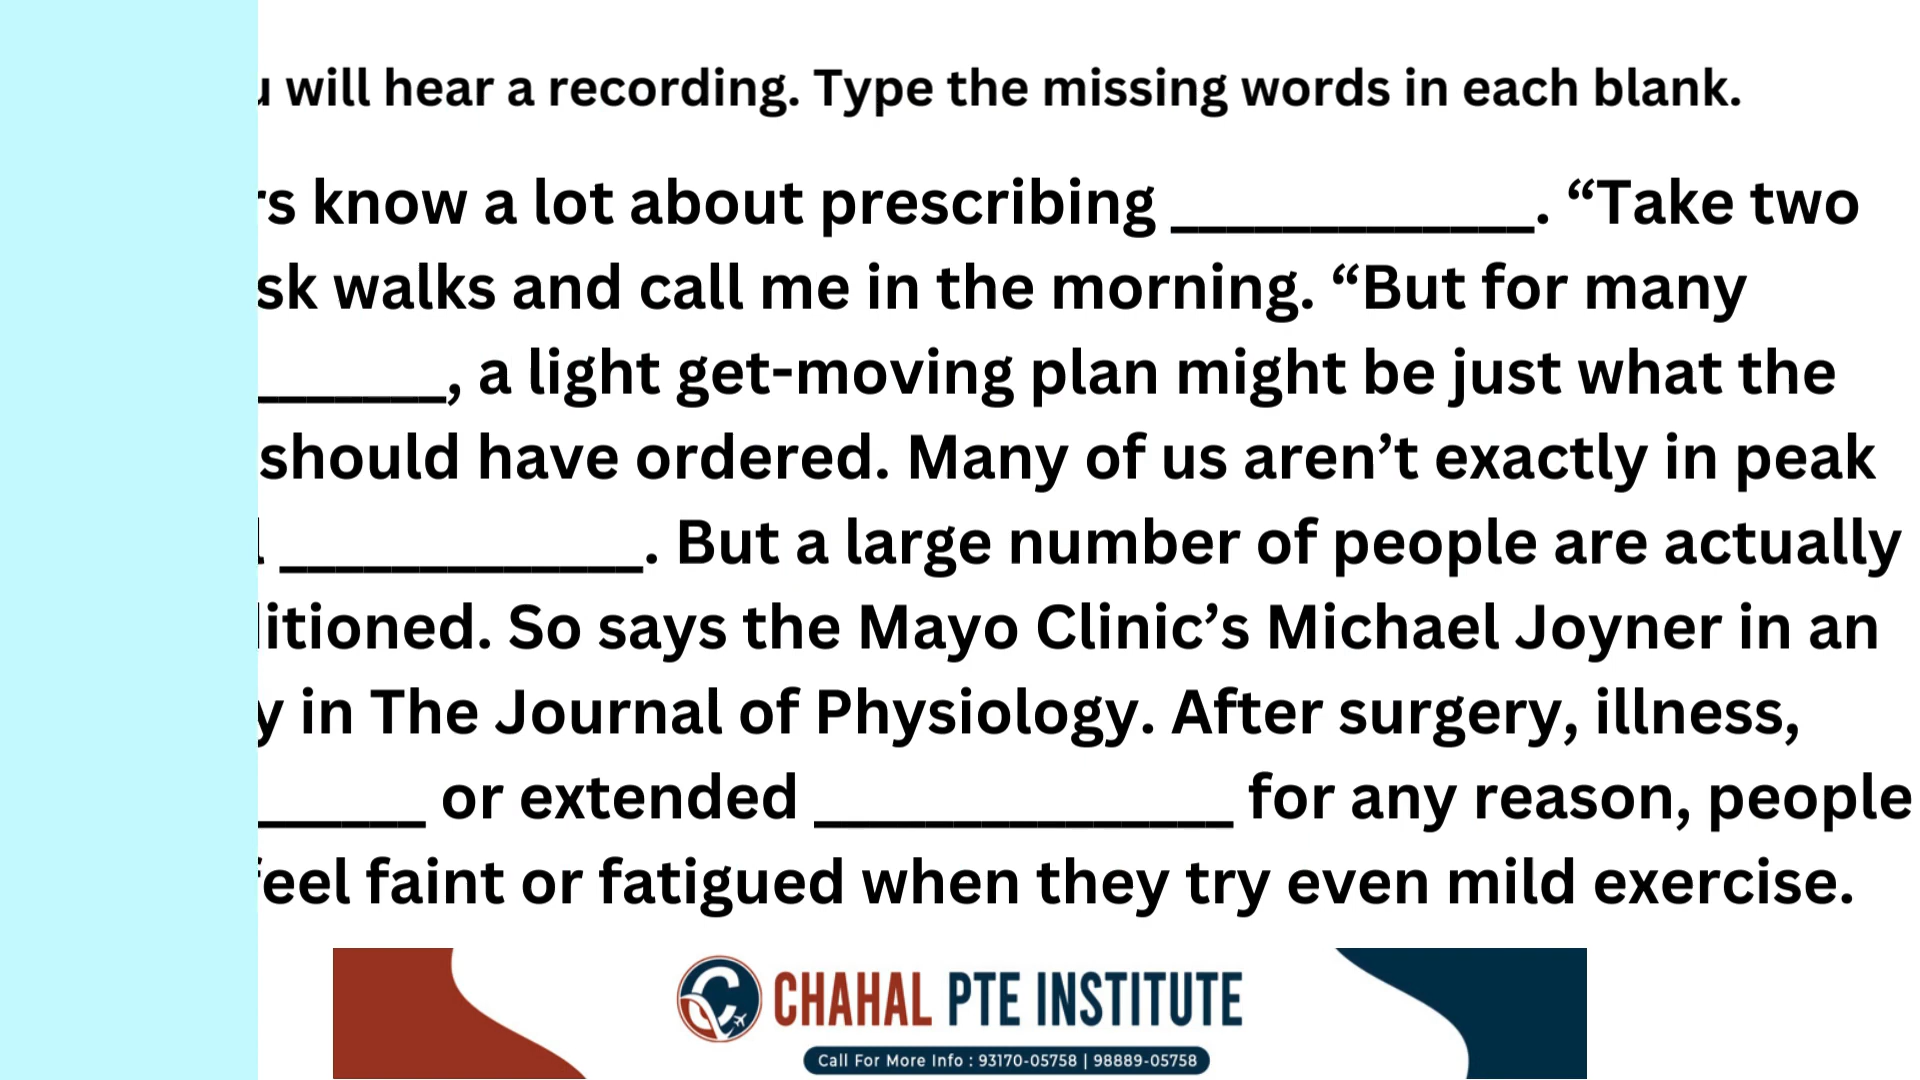 u will hear a recording. Type the missing words in each blank.
rs know a lot about prescribing _____________. “Take two
sk walks and call me in the morning. “But for many
_______, a light get-moving plan might be just what the
should have ordered. Many of us aren’t exactly in peak
l _____________. But a large number of people are actually
litioned. So says the Mayo Clinic’s Michael Joyner in an
y in The Journal of Physiology. After surgery, illness,
______ or extended _______________ for any reason, people
feel faint or fatigued when they try even mild exercise.
CHAHAL PTE INSTITUTE
Call For More Info : 93170-05758 | 98889-05758